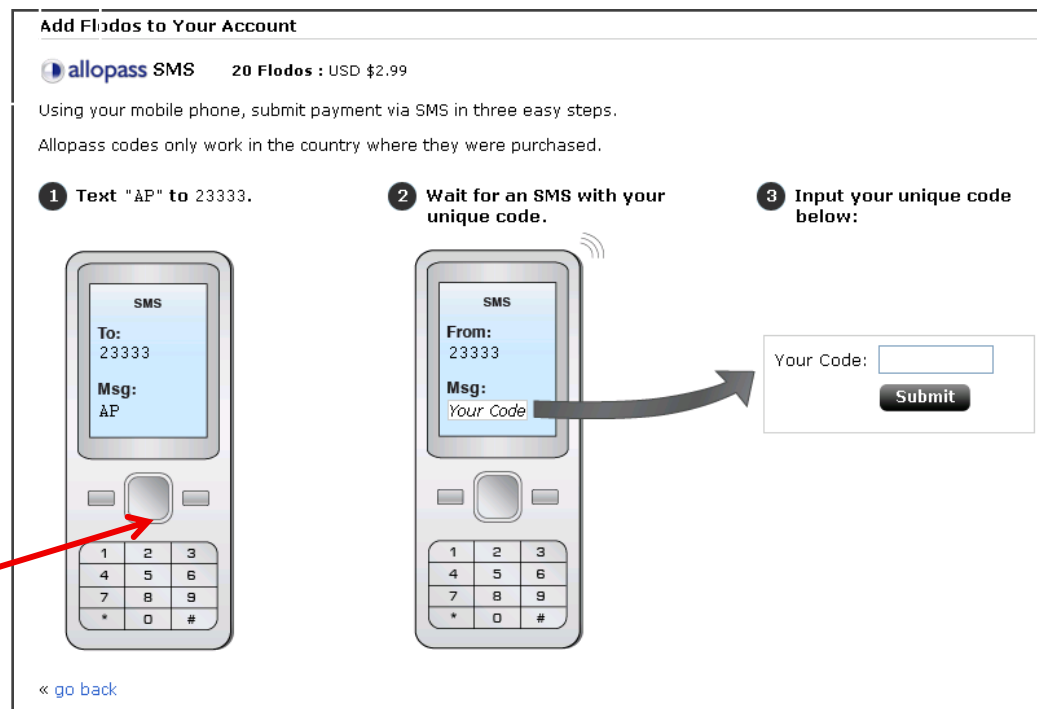 Add Flodos to Your Account
allopass SMS 20 Flodos : USD $2.99
Using your mobile phone, submit payment via SMS in three easy steps.
Allopass codes only work in the country where they were purchased.
1 Text "AP" to 23333.
2 Wait for an SMS with your
unique code.
3 Input your unique code
below:
SMS
To:
23333
Msg:
AP
1 2 3
4 5 6
7 8 9
* 0 #
SMS
From:
23333
Msg:
Your Code
1 2 3
4 5 6
7 8 9
* 0 #
Your Code:
Submit
« go back